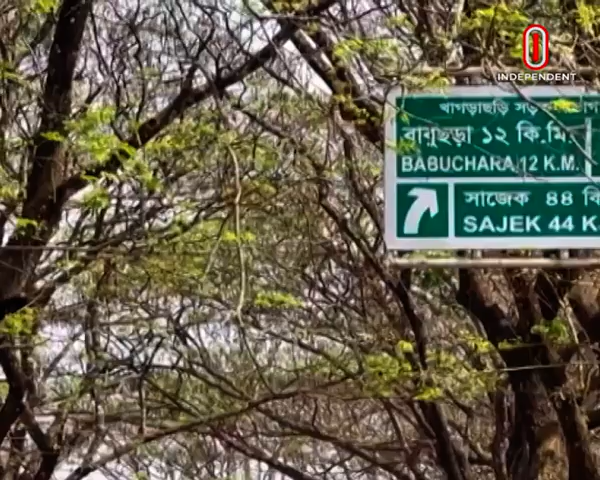 INDEPENDENT
খাগড়াছড়ি
বাবুছড়া ১২ কি.মি.
BABUCHARA 12 K.M.
সাজেক ৪৪ কি
SAJEK 44 K.